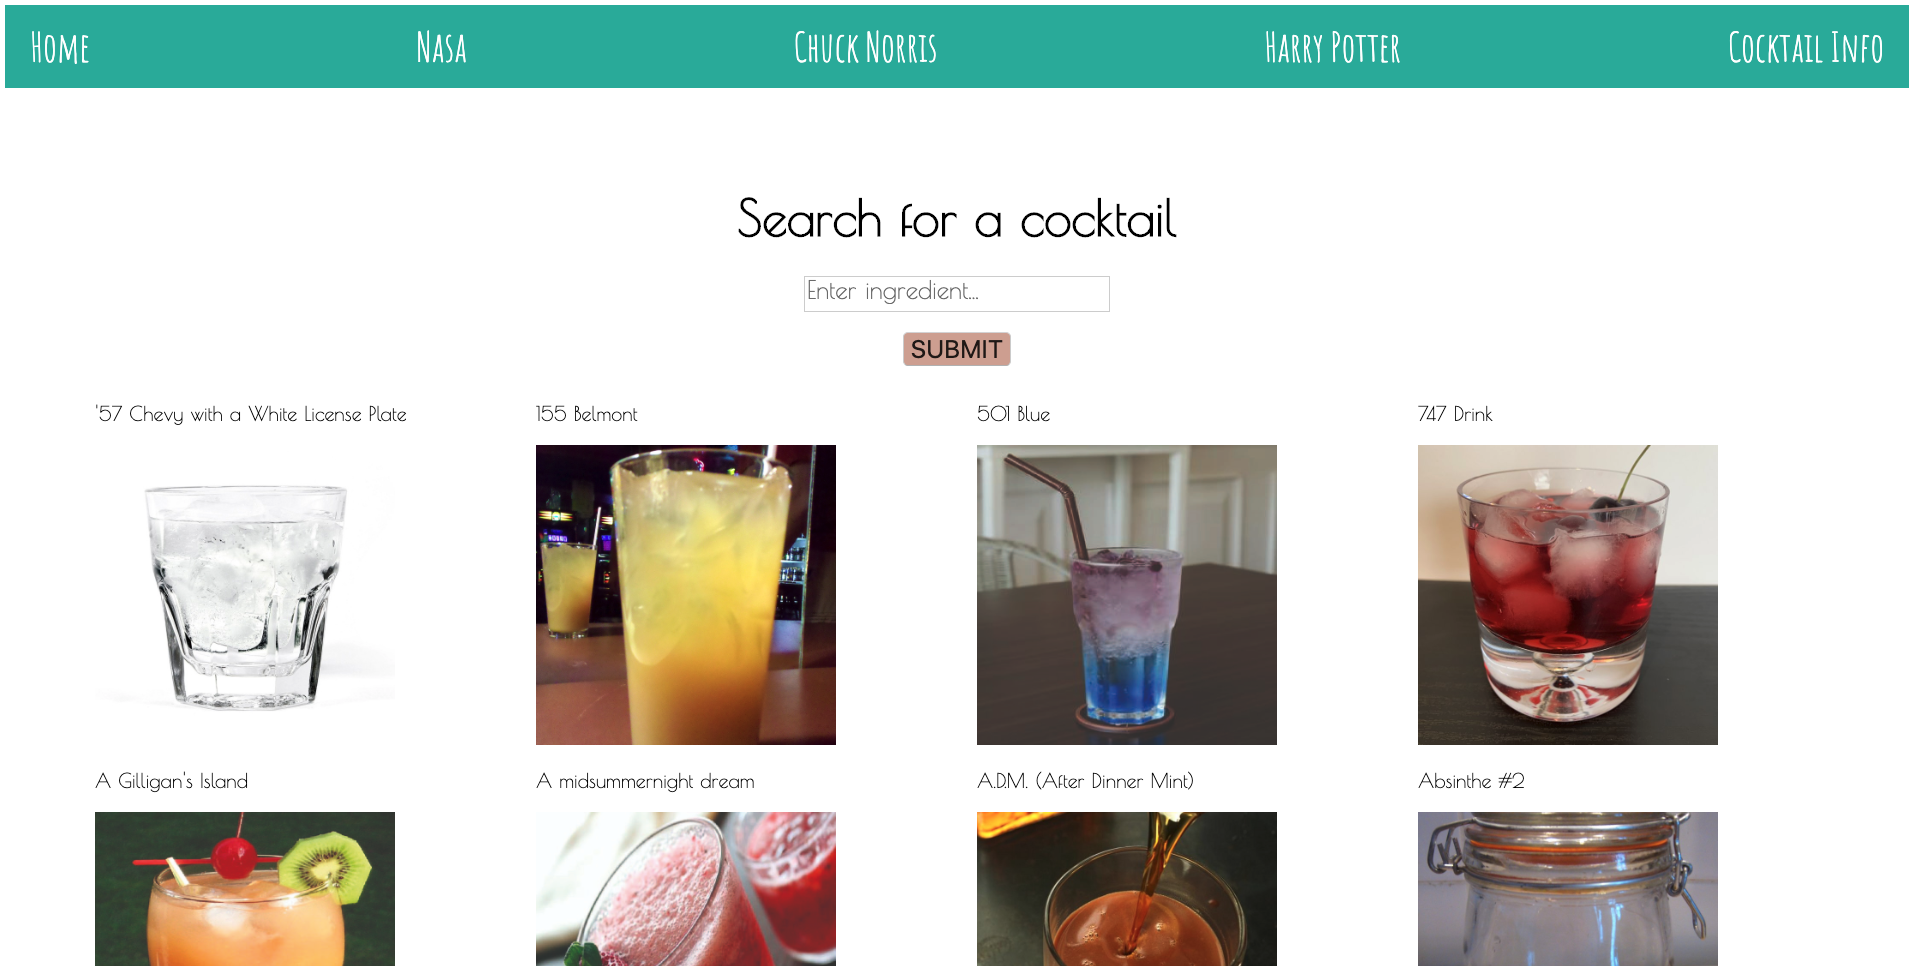 Home Nasa Chuck Norris Harry Potter Cocktail Info
Search for a cocktail
Enter ingredient...
SUBMIT
'57 Chevy with a White License Plate
155 Belmont
501 Blue
747 Drink
A Gilligan's Island
A midsummernight dream
A.D.M. (After Dinner Mint)
Absinthe #2